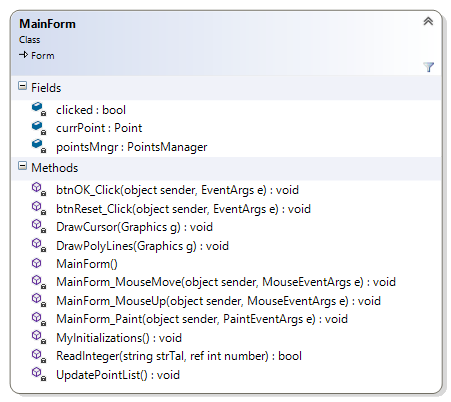 MainForm
Class
Form
Fields
clicked : bool
currPoint : Point
pointsMngr : PointsManager
Methods
btnOK_Click(object sender, EventArgs e) : void
btnReset_Click(object sender, EventArgs e) : void
DrawCursor(Graphics g) : void
DrawPolyLines(Graphics g) : void
MainForm()
MainForm_MouseMove(object sender, MouseEventArgs e) : void
MainForm_MouseUp(object sender, MouseEventArgs e) : void
MainForm_Paint(object sender, PaintEventArgs e) : void
MyInitializations() : void
ReadInteger(string strTal, ref int number) : bool
UpdatePointList() : void